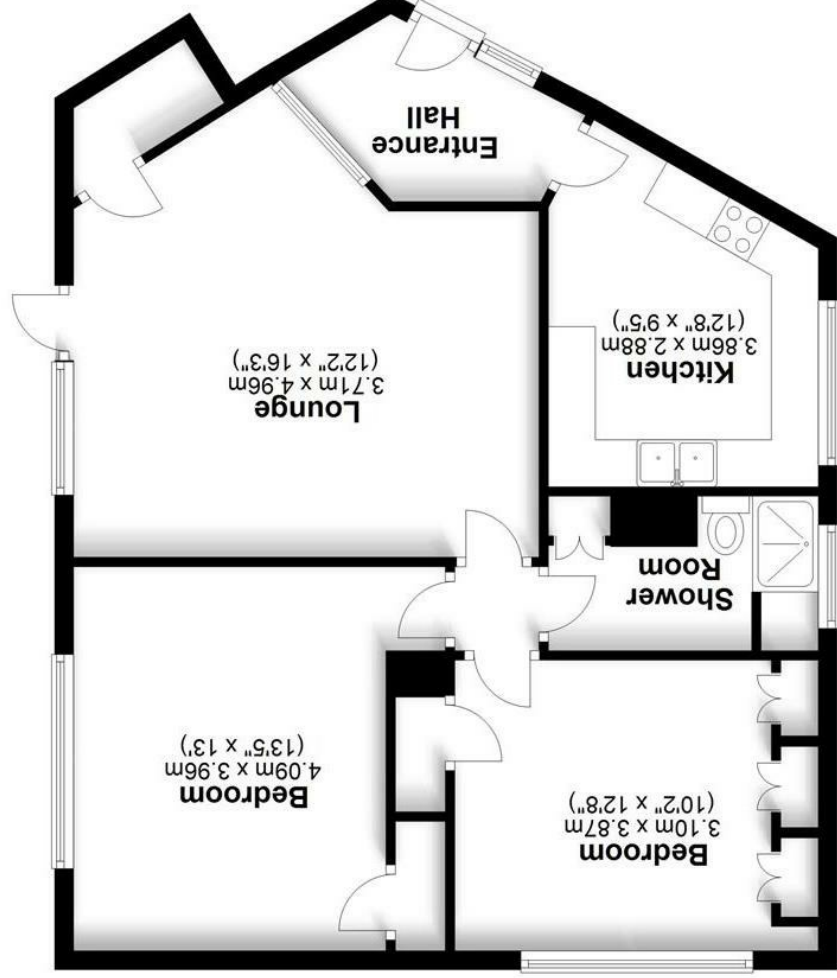 Bedroom
3.10m x 3.87m
(10'2" x 12'8")
Bedroom
4.09m x 3.96m
(13'5" x 13')
Shower
Room
Kitchen
3.86m x 2.88m
(12'8" x 9'5")
Lounge
3.71m x 4.96m
(12'2" x 16'3")
Entrance
Hall